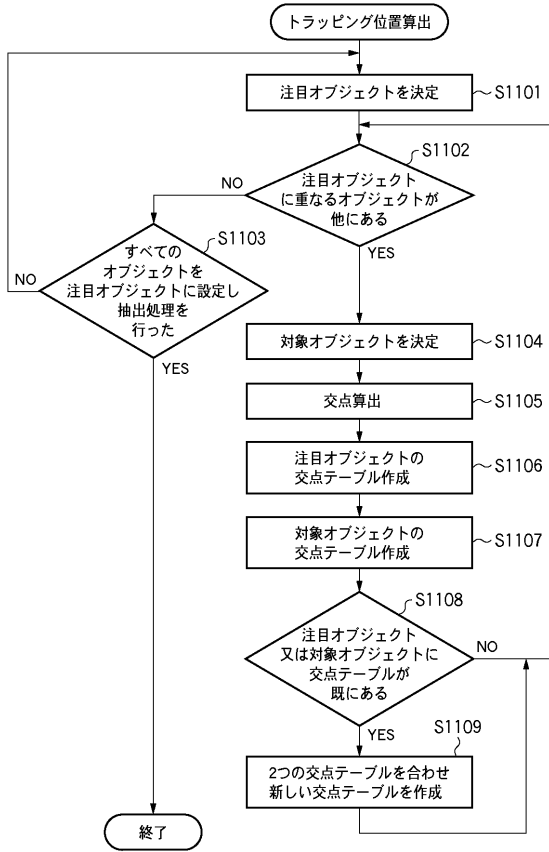 トラッピング位置算出
注目オブジェクトを決定
S1101
S1102
注目オブジェクト
に重なるオブジェクトが
他にある
NO
YES
S1103
すべての
オブジェクトを
注目オブジェクトに設定し
抽出処理を
行った
NO
YES
対象オブジェクトを決定
S1104
交点算出
S1105
注目オブジェクトの
交点テーブル作成
S1106
対象オブジェクトの
交点テーブル作成
S1107
S1108
注目オブジェクト
又は対象オブジェクトに
交点テーブルが
既にある
NO
YES
S1109
2つの交点テーブルを合わせ
新しい交点テーブルを作成
終了